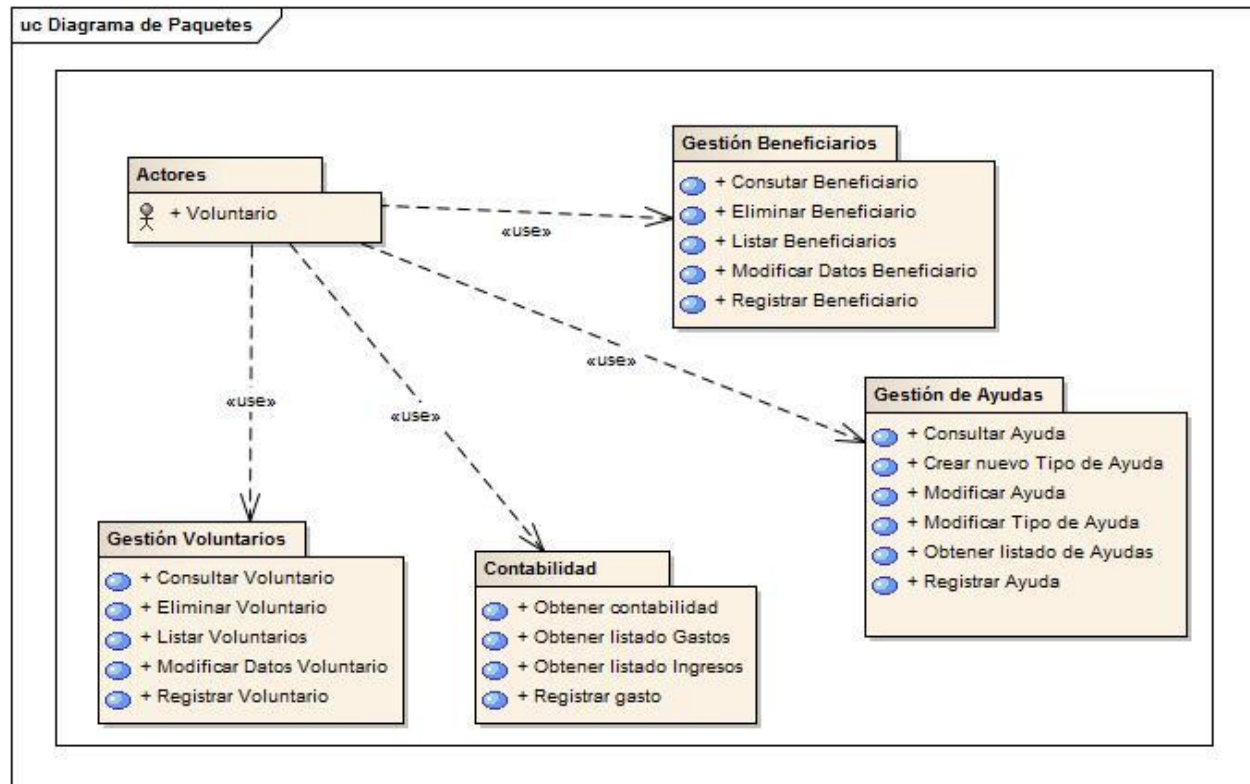 uc Diagrama de Paquetes
Actores
+ Voluntario
Gestión Beneficiarios
+ Consutar Beneficiario
+ Eliminar Beneficiario
+ Listar Beneficiarios
+ Modificar Datos Beneficiario
+ Registrar Beneficiario
«use»
«use»
«use»
«use»
Gestión de Ayudas
+ Consultar Ayuda
+ Crear nuevo Tipo de Ayuda
+ Modificar Ayuda
+ Modificar Tipo de Ayuda
+ Obtener listado de Ayudas
+ Registrar Ayuda
Gestión Voluntarios
+ Consultar Voluntario
+ Eliminar Voluntario
+ Listar Voluntarios
+ Modificar Datos Voluntario
+ Registrar Voluntario
Contabilidad
+ Obtener contabilidad
+ Obtener listado Gastos
+ Obtener listado Ingresos
+ Registrar gasto